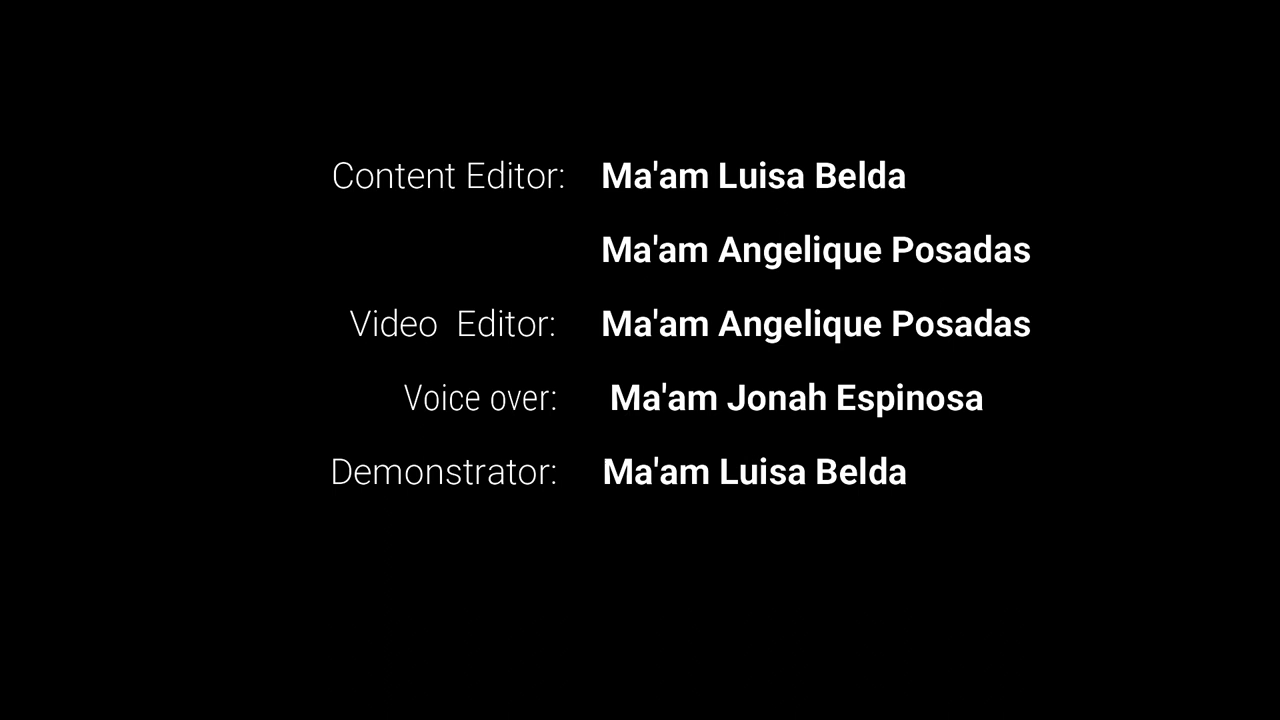 Content Editor: Ma'am Luisa Belda
Ma'am Angelique Posadas
Video Editor: Ma'am Angelique Posadas
Voice over: Ma'am Jonah Espinosa
Demonstrator: Ma'am Luisa Belda